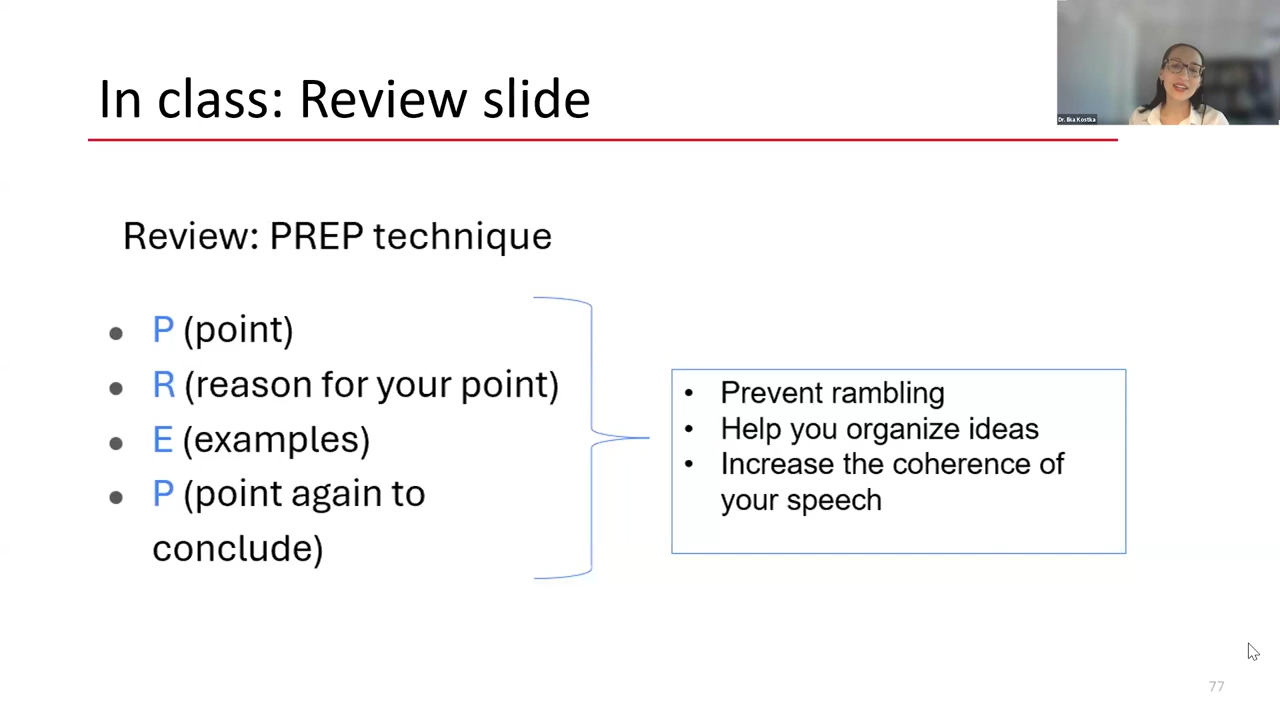 In class: Review slide
Dr. Ilka Kostka
Review: PREP technique
• P (point)
• R (reason for your point)
• E (examples)
• P (point again to
conclude)
• Prevent rambling
• Help you organize ideas
• Increase the coherence of
your speech
77